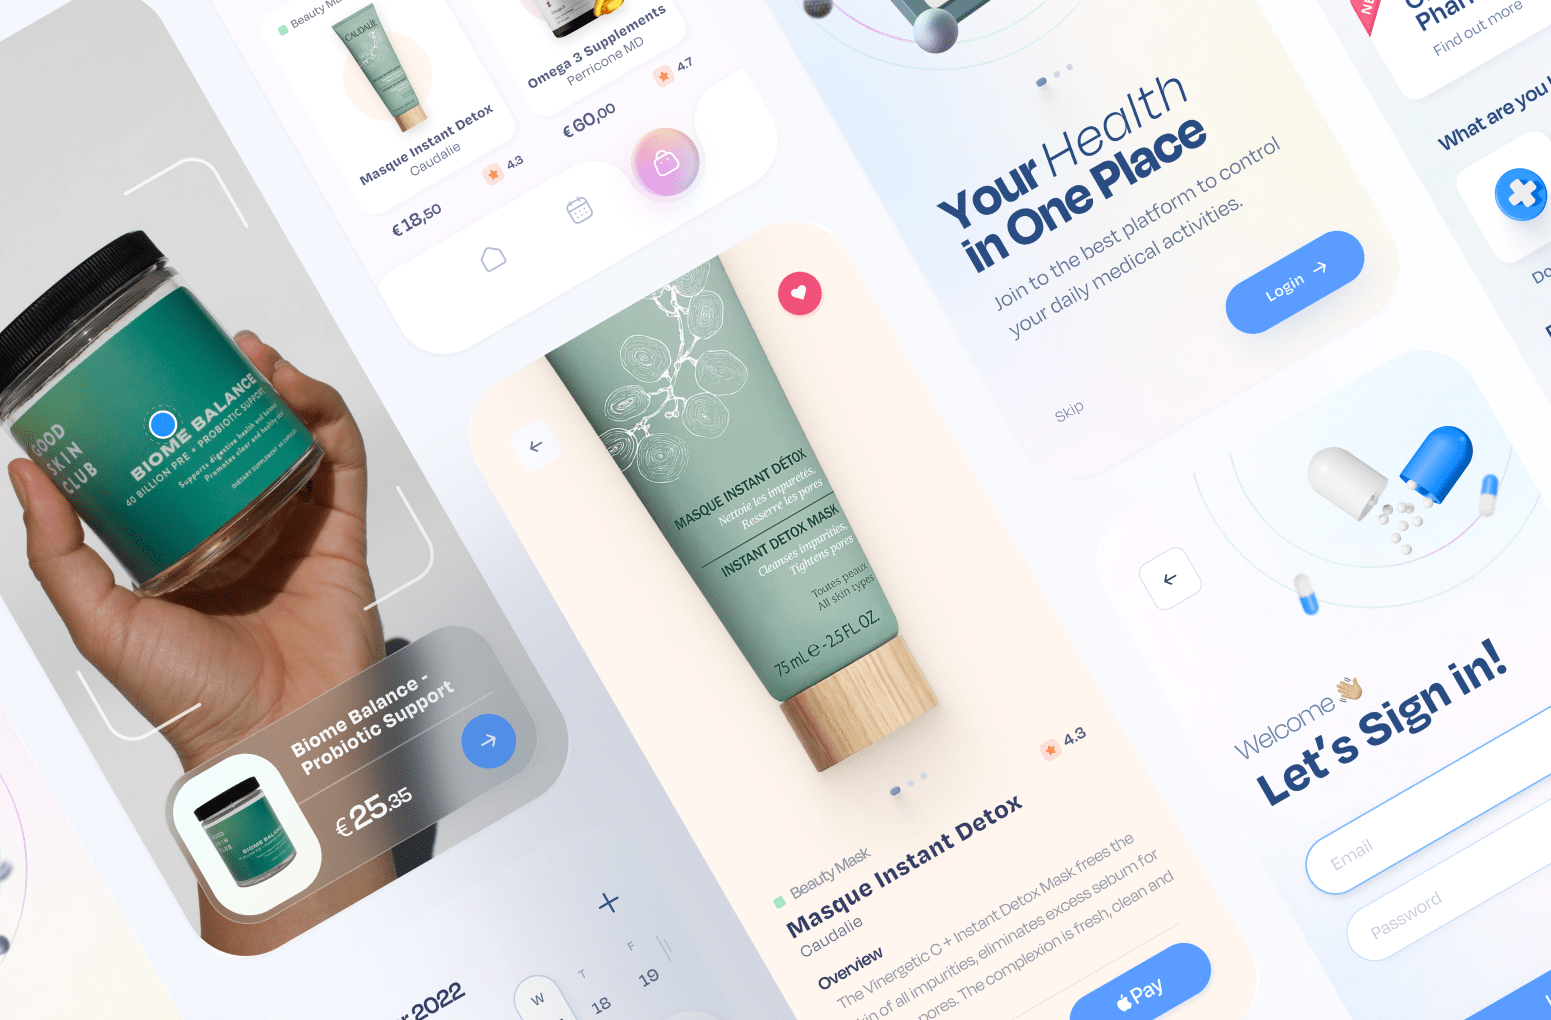 GOOD
SKIN
CLUB
BIOME BALANCE
40 BILLION PRE + PROBIOTIC SUPPORT
Supports digestive health and balance
Promotes clear and healthy skin
DIETARY SUPPLEMENT
Biome Balance -
Probiotic Support
€25.35
GOOD
SKIN
CLUB
BIOME BALANCE
Beauty
CAUDALIE
Masque Instant Detox
Caudalie
4.3
€18,50
Omega 3 Supplements
Perricone MD
4.7
€60,00
2022
W
T
F
18
19
MASQUE INSTANT DÉTOX
Nettoie les impuretés,
Resserre les pores
INSTANT DETOX MASK
Cleanses impurities,
Tightens pores
Toutes peaux
All skin types
75 mL e - 2.5 FL. OZ.
4.3
Beauty Mask
Masque Instant Detox
Caudalie
Overview
The Vinergetic C + Instant Detox Mask frees the
of all impurities, eliminates excess sebum for
pores. The complexion is fresh, clean and
Pay
Your Health
in One Place
Join to the best platform to control
your daily medical activities.
Login
Skip
Welcome 👋🏼
Let's Sign in!
Email
Password
Find out more
What are you